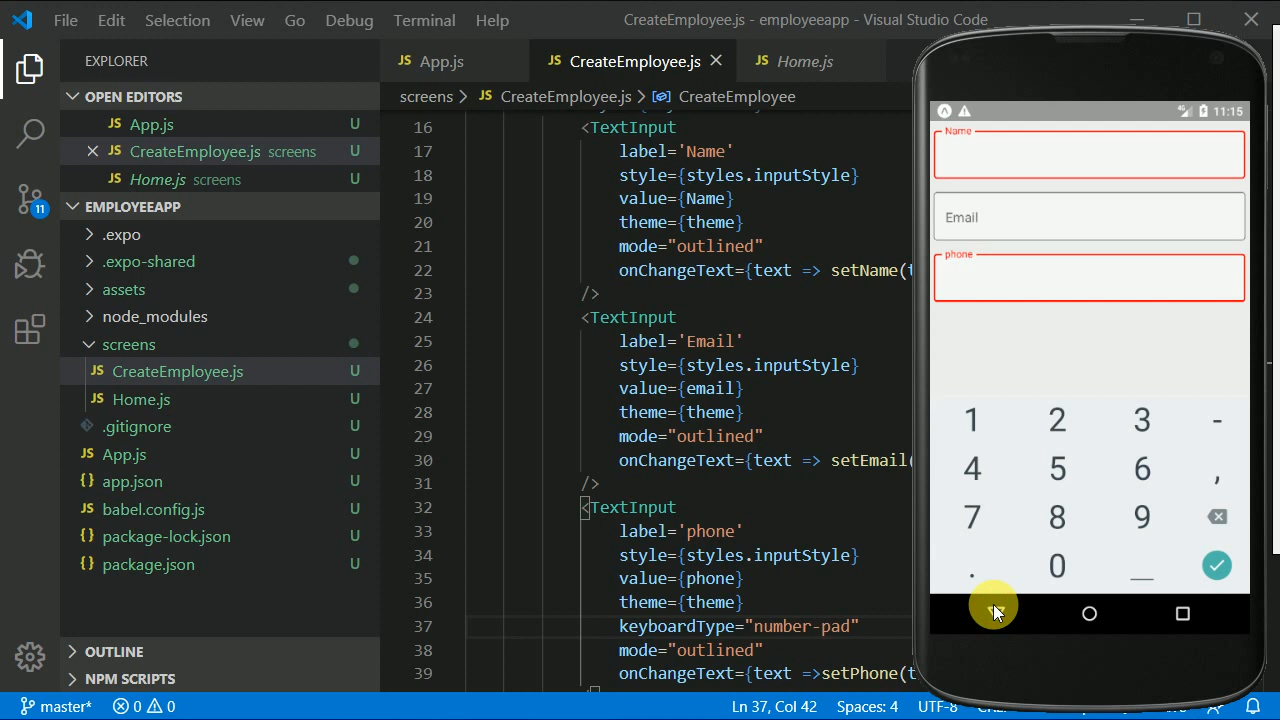 File Edit Selection View Go Debug Terminal Help CreateEmployee.js - employeeapp - Visual Studio Code
EXPLORER
OPEN EDITORS
JS App.js U
JS CreateEmployee.js screens U
JS Home.js screens U
EMPLOYEEAPP
.expo
.expo-shared
assets
node_modules
screens
JS CreateEmployee.js U
JS Home.js U
.gitignore U
JS App.js U
{} app.json U
JS babel.config.js U
{} package-lock.json U
{} package.json U
OUTLINE
NPM SCRIPTS
11
JS App.js JS CreateEmployee.js JS Home.js
screens > JS CreateEmployee.js > CreateEmployee
16 <TextInput
17 label='Name'
18 style={styles.inputStyle}
19 value={Name}
20 theme={theme}
21 mode="outlined"
22 onChangeText={text => setName(
23 />
24 <TextInput
25 label='Email'
26 style={styles.inputStyle}
27 value={email}
28 theme={theme}
29 mode="outlined"
30 onChangeText={text => setEmail(
31 />
32 <TextInput
33 label='phone'
34 style={styles.inputStyle}
35 value={phone}
36 theme={theme}
37 keyboardType="number-pad"
38 mode="outlined"
39 onChangeText={text =>setPhone(
4G 11:15
Name
Email
phone
1 2 3 -
4 5 6 ,
7 8 9
. 0 _
master* 0 0 Ln 37, Col 42 Spaces: 4 UTF-8